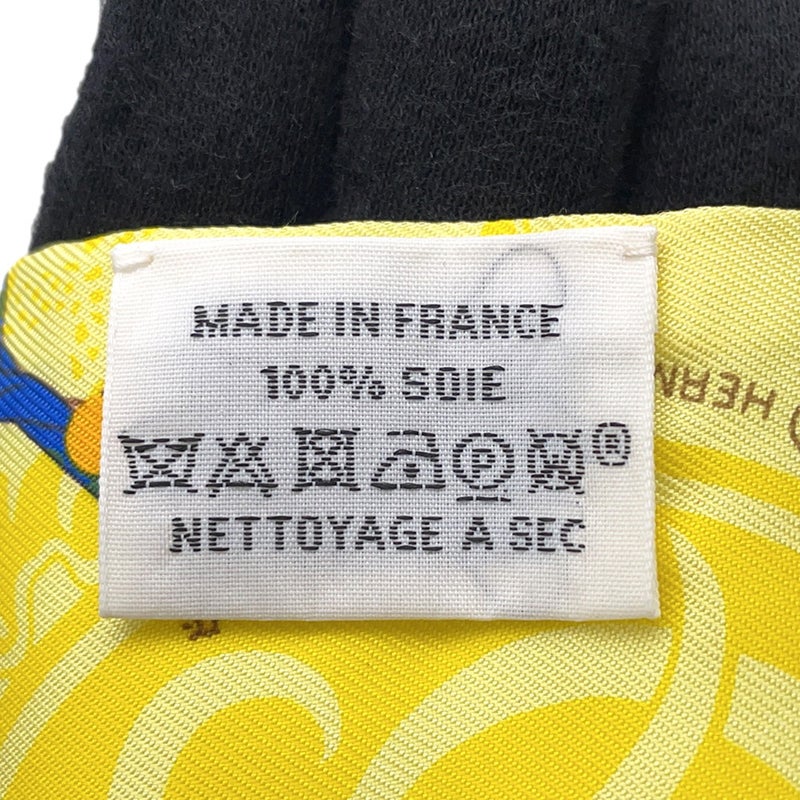 MADE IN FRANCE
100% SOIE
P W ®
NETTOYAGE A SEC
HERM